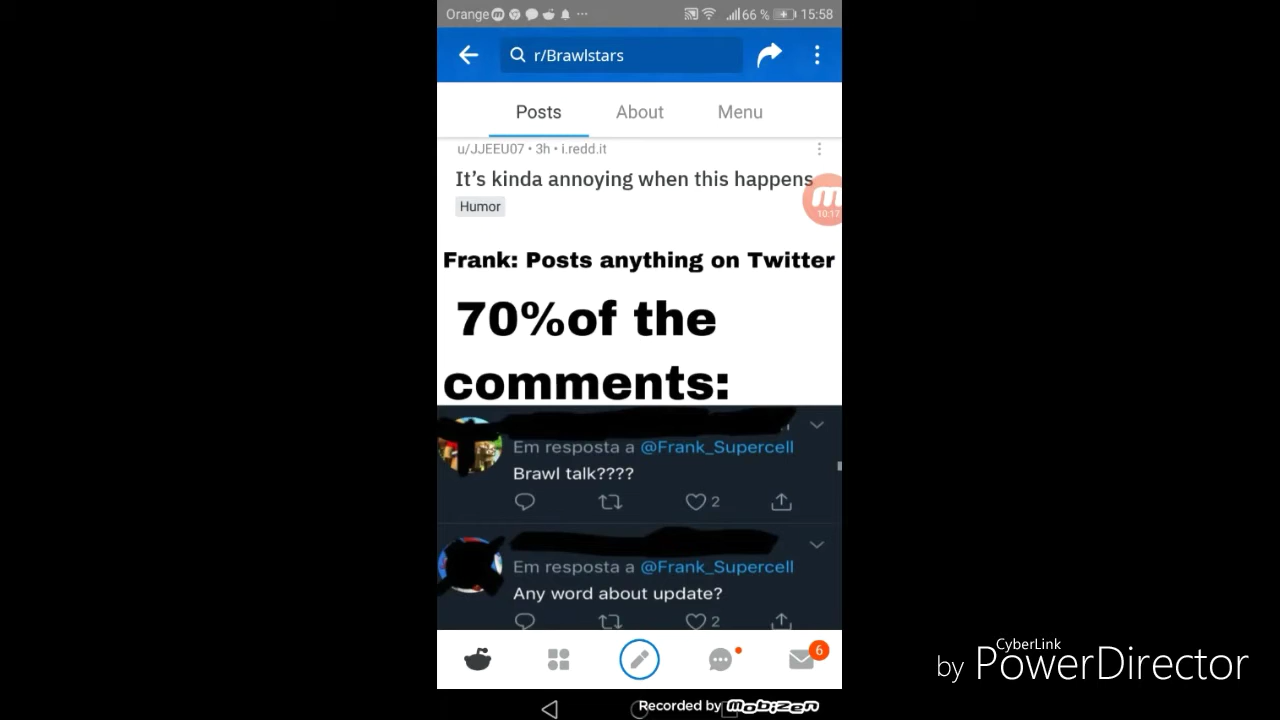 Orange 66 % 15:58
r/Brawlstars
Posts About Menu
u/JJEEU07 • 3h • i.redd.it
It’s kinda annoying when this happens
Humor
10:17
Frank: Posts anything on Twitter
70%of the
comments:
Em resposta a @Frank_Supercell
Brawl talk????
2
Em resposta a @Frank_Supercell
Any word about update?
2
6
CyberLink
by PowerDirector
Recorded by mobizen